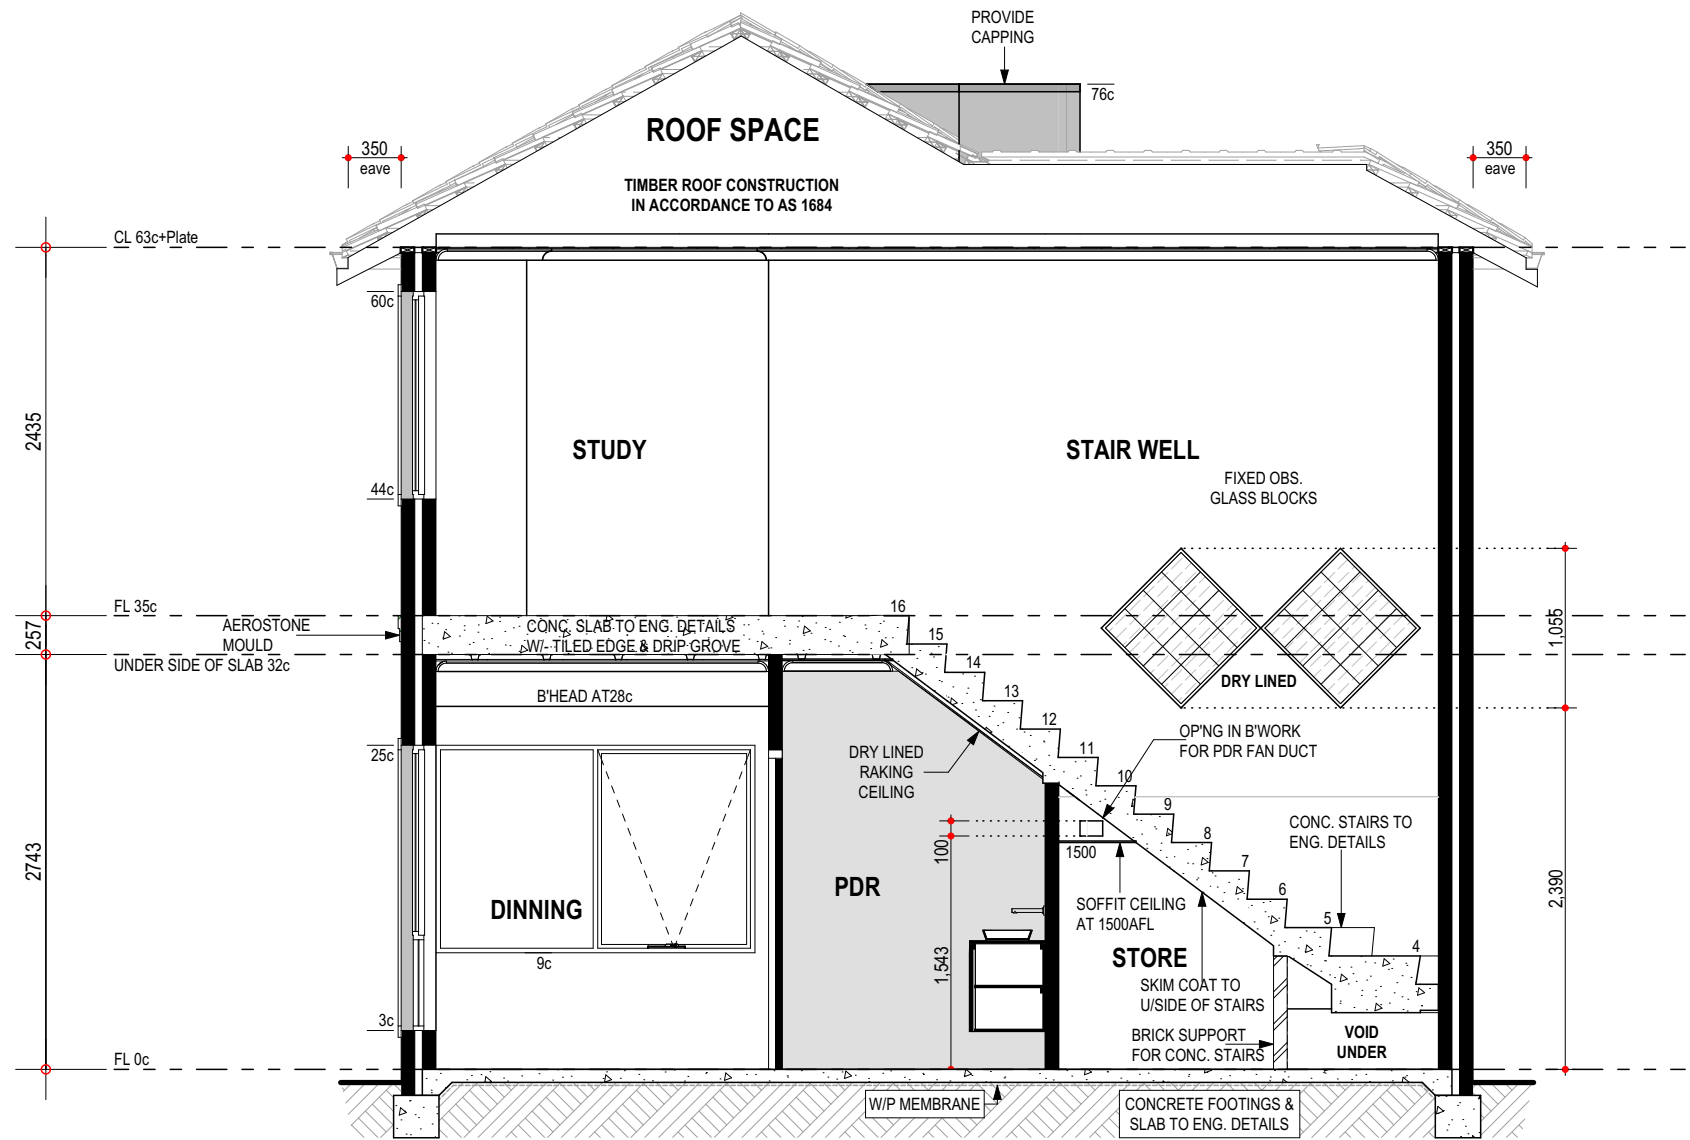 PROVIDE
CAPPING
76c
ROOF SPACE
350
eave
350
eave
TIMBER ROOF CONSTRUCTION
IN ACCORDANCE TO AS 1684
CL 63c+Plate
60c
2435
STUDY
STAIR WELL
FIXED OBS.
GLASS BLOCKS
44c
FL 35c
16
1,055
257
AEROSTONE
MOULD
UNDER SIDE OF SLAB 32c
CONC. SLAB TO ENG. DETAILS
W/- TILED EDGE & DRIP GROVE
15
14
13
12
11
10
9
8
7
6
5
4
DRY LINED
B'HEAD AT28c
OP'NG IN B'WORK
FOR PDR FAN DUCT
25c
DRY LINED
RAKING
CEILING
CONC. STAIRS TO
ENG. DETAILS
100
1500
2743
PDR
DINNING
SOFFIT CEILING
AT 1500AFL
2,390
9c
1,543
STORE
SKIM COAT TO
U/SIDE OF STAIRS
3c
BRICK SUPPORT
FOR CONC. STAIRS
VOID
UNDER
FL 0c
W/P MEMBRANE
CONCRETE FOOTINGS &
SLAB TO ENG. DETAILS